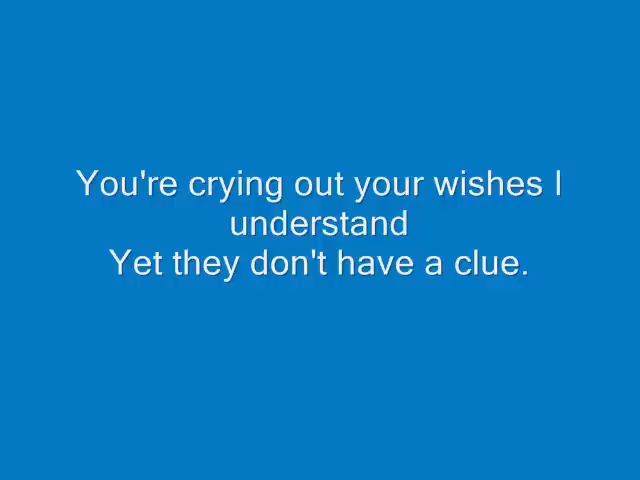 You're crying out your wishes I
understand
Yet they don't have a clue.